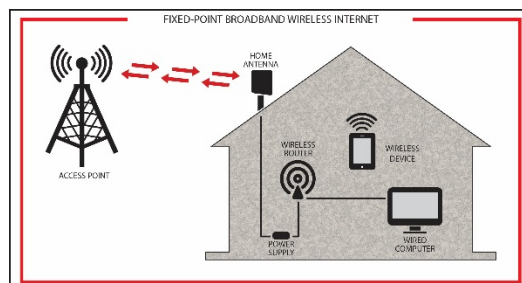 FIXED-POINT BROADBAND WIRELESS INTERNET
HOME
ANTENNA
ACCESS POINT
WIRELESS
ROUTER
WIRELESS
DEVICE
POWER
SUPPLY
WIRED
COMPUTER